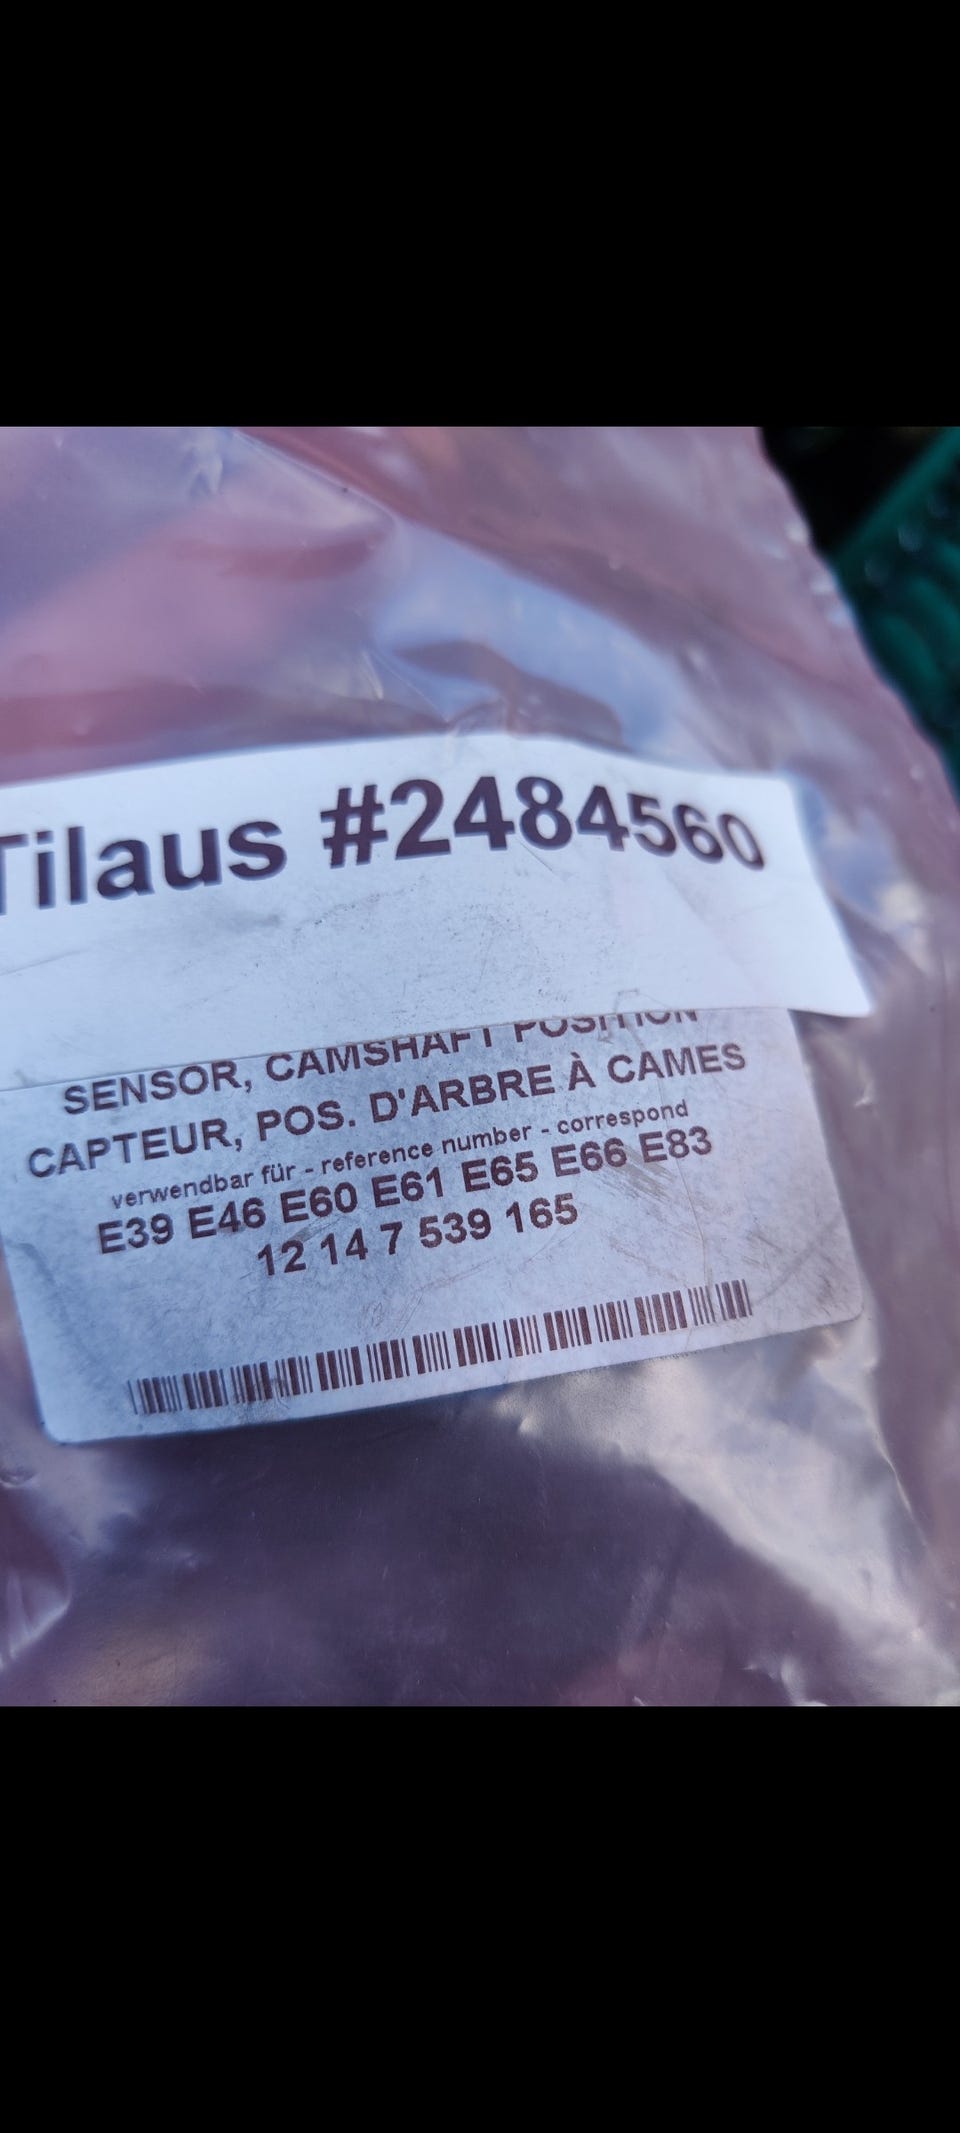 Tilaus #2484560
SENSOR, CAMSHAFT POSITION
CAPTEUR, POS. D'ARBRE À CAMES
verwendbar für - reference number - correspond
E39 E46 E60 E61 E65 E66 E83
12 14 7 539 165